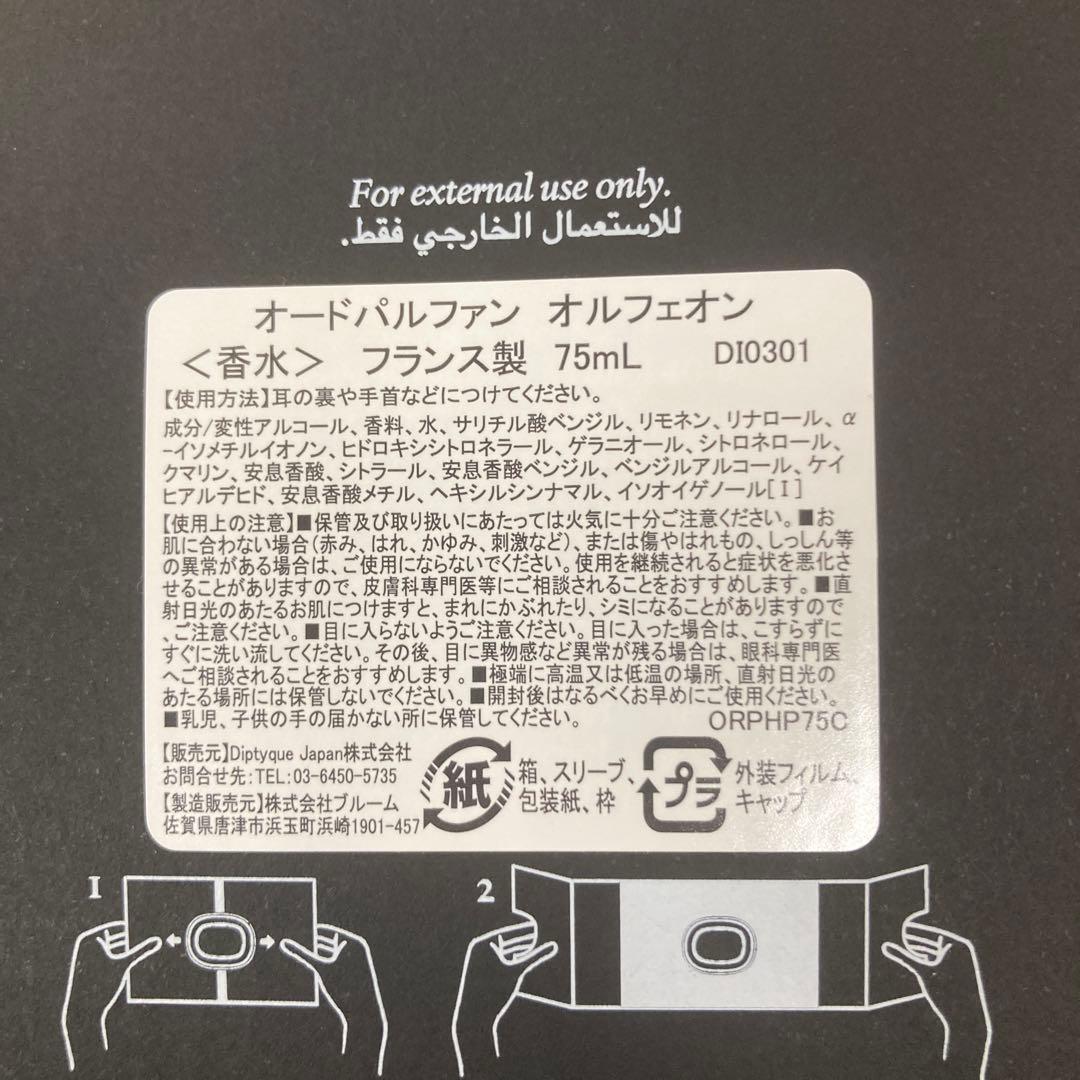 For external use only.
للاستعمال الخارجي فقط.
オードパルファン オルフェオン
＜香水＞ フランス製 75mL DI0301
【使用方法】耳の裏や手首などにつけてください。
成分/変性アルコール、香料、水、サリチル酸ベンジル、リモネン、リナロール、α
-イソメチルイオノン、ヒドロキシシトロネラール、ゲラニオール、シトロネロール、
クマリン、安息香酸、シトラール、安息香酸ベンジル、ベンジルアルコール、ケイ
ヒアルデヒド、安息香酸メチル、ヘキシルシンナマル、イソオイゲノール[I]
【使用上の注意】■保管及び取り扱いにあたっては火気に十分ご注意ください。■お
肌に合わない場合(赤み、はれ、かゆみ、刺激など)、または傷やはれもの、しっしん等
の異常がある場合は、ご使用にならないでください。使用を継続されると症状を悪化さ
せることがありますので、皮膚科専門医等にご相談されることをおすすめします。■直
射日光のあたるお肌につけますと、まれにかぶれたり、シミになることがありますので
、ご注意ください。■目に入らないようご注意ください。目に入った場合は、こすらずに
すぐに洗い流してください。その後、目に異物感など異常が残る場合は、眼科専門医
へご相談されることをおすすめします。■極端に高温又は低温の場所、直射日光の
あたる場所には保管しないでください。■開封後はなるべくお早めにご使用ください。
■乳児、子供の手の届かない所に保管してください。 ORPHP75C
【販売元】Diptyque Japan株式会社
お問合せ先:TEL:03-6450-5735
【製造販売元】株式会社ブルーム
佐賀県唐津市浜玉町浜崎1901-457
紙
箱、スリーブ、
包装紙、枠
プラ
外装フィルム、
キャップ
1
2